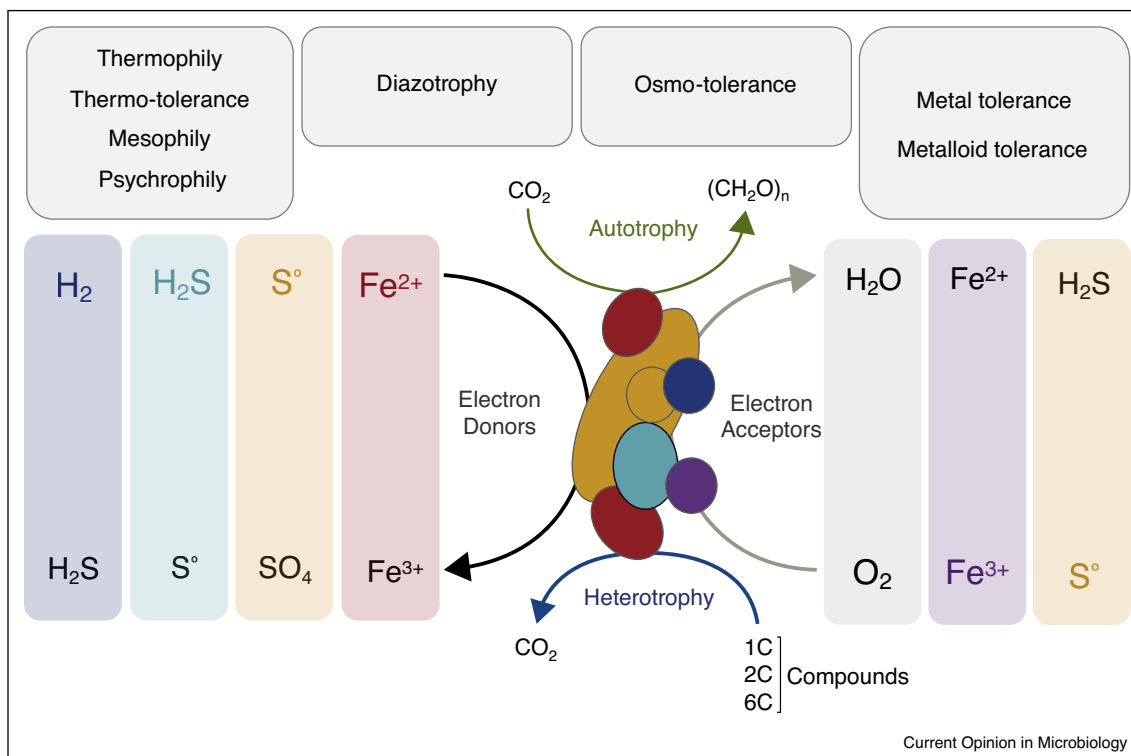 Thermophily
Thermo-tolerance
Mesophily
Psychrophily
Diazotrophy
Osmo-tolerance
Metal tolerance
Metalloid tolerance
CO₂
(CH₂O)ₙ
Autotrophy
H₂
H₂S
S°
Fe²⁺
H₂O
Fe²⁺
H₂S
Electron
Donors
Electron
Acceptors
H₂S
S°
SO₄
Fe³⁺
O₂
Fe³⁺
S°
Heterotrophy
CO₂
1C
2C
6C
Compounds
Current Opinion in Microbiology